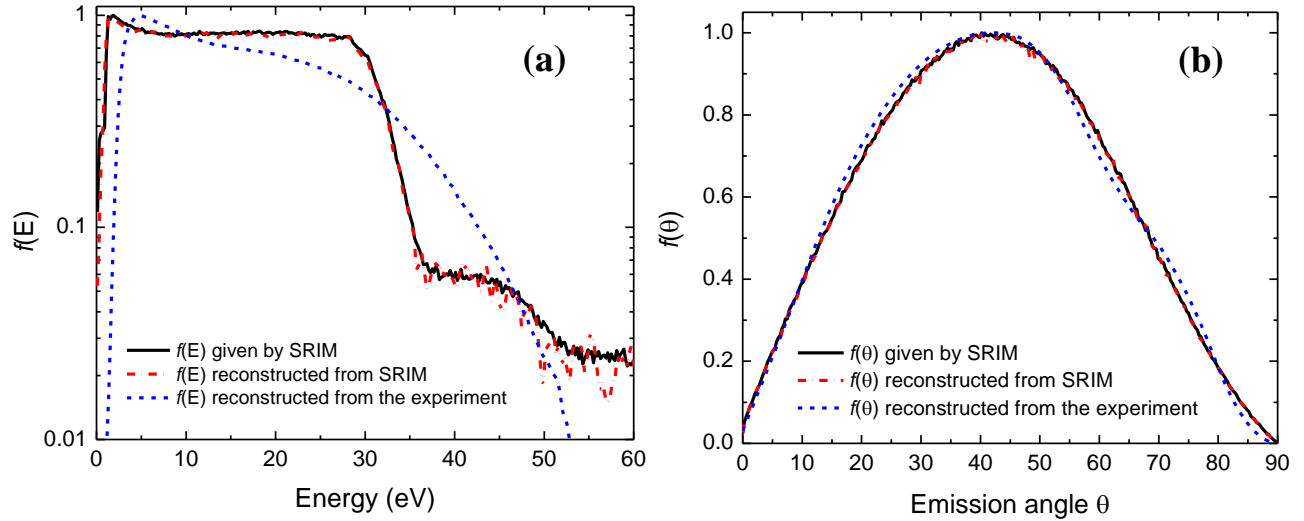 (a)
1
0.1
0.01
f(E)
f(E) given by SRIM
f(E) reconstructed from SRIM
f(E) reconstructed from the experiment
0 10 20 30 40 50 60
Energy (eV)
(b)
1.0
0.8
0.6
0.4
0.2
0.0
f(θ)
f(θ) given by SRIM
f(θ) reconstructed from SRIM
f(θ) reconstructed from the experiment
0 10 20 30 40 50 60 70 80 90
Emission angle θ